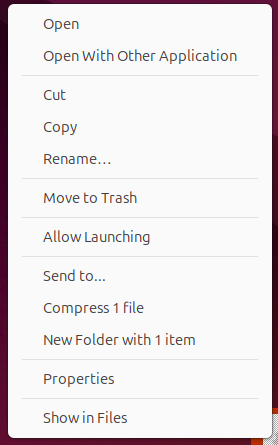 Open
Open With Other Application
Cut
Copy
Rename…
Move to Trash
Allow Launching
Send to...
Compress 1 file
New Folder with 1 item
Properties
Show in Files